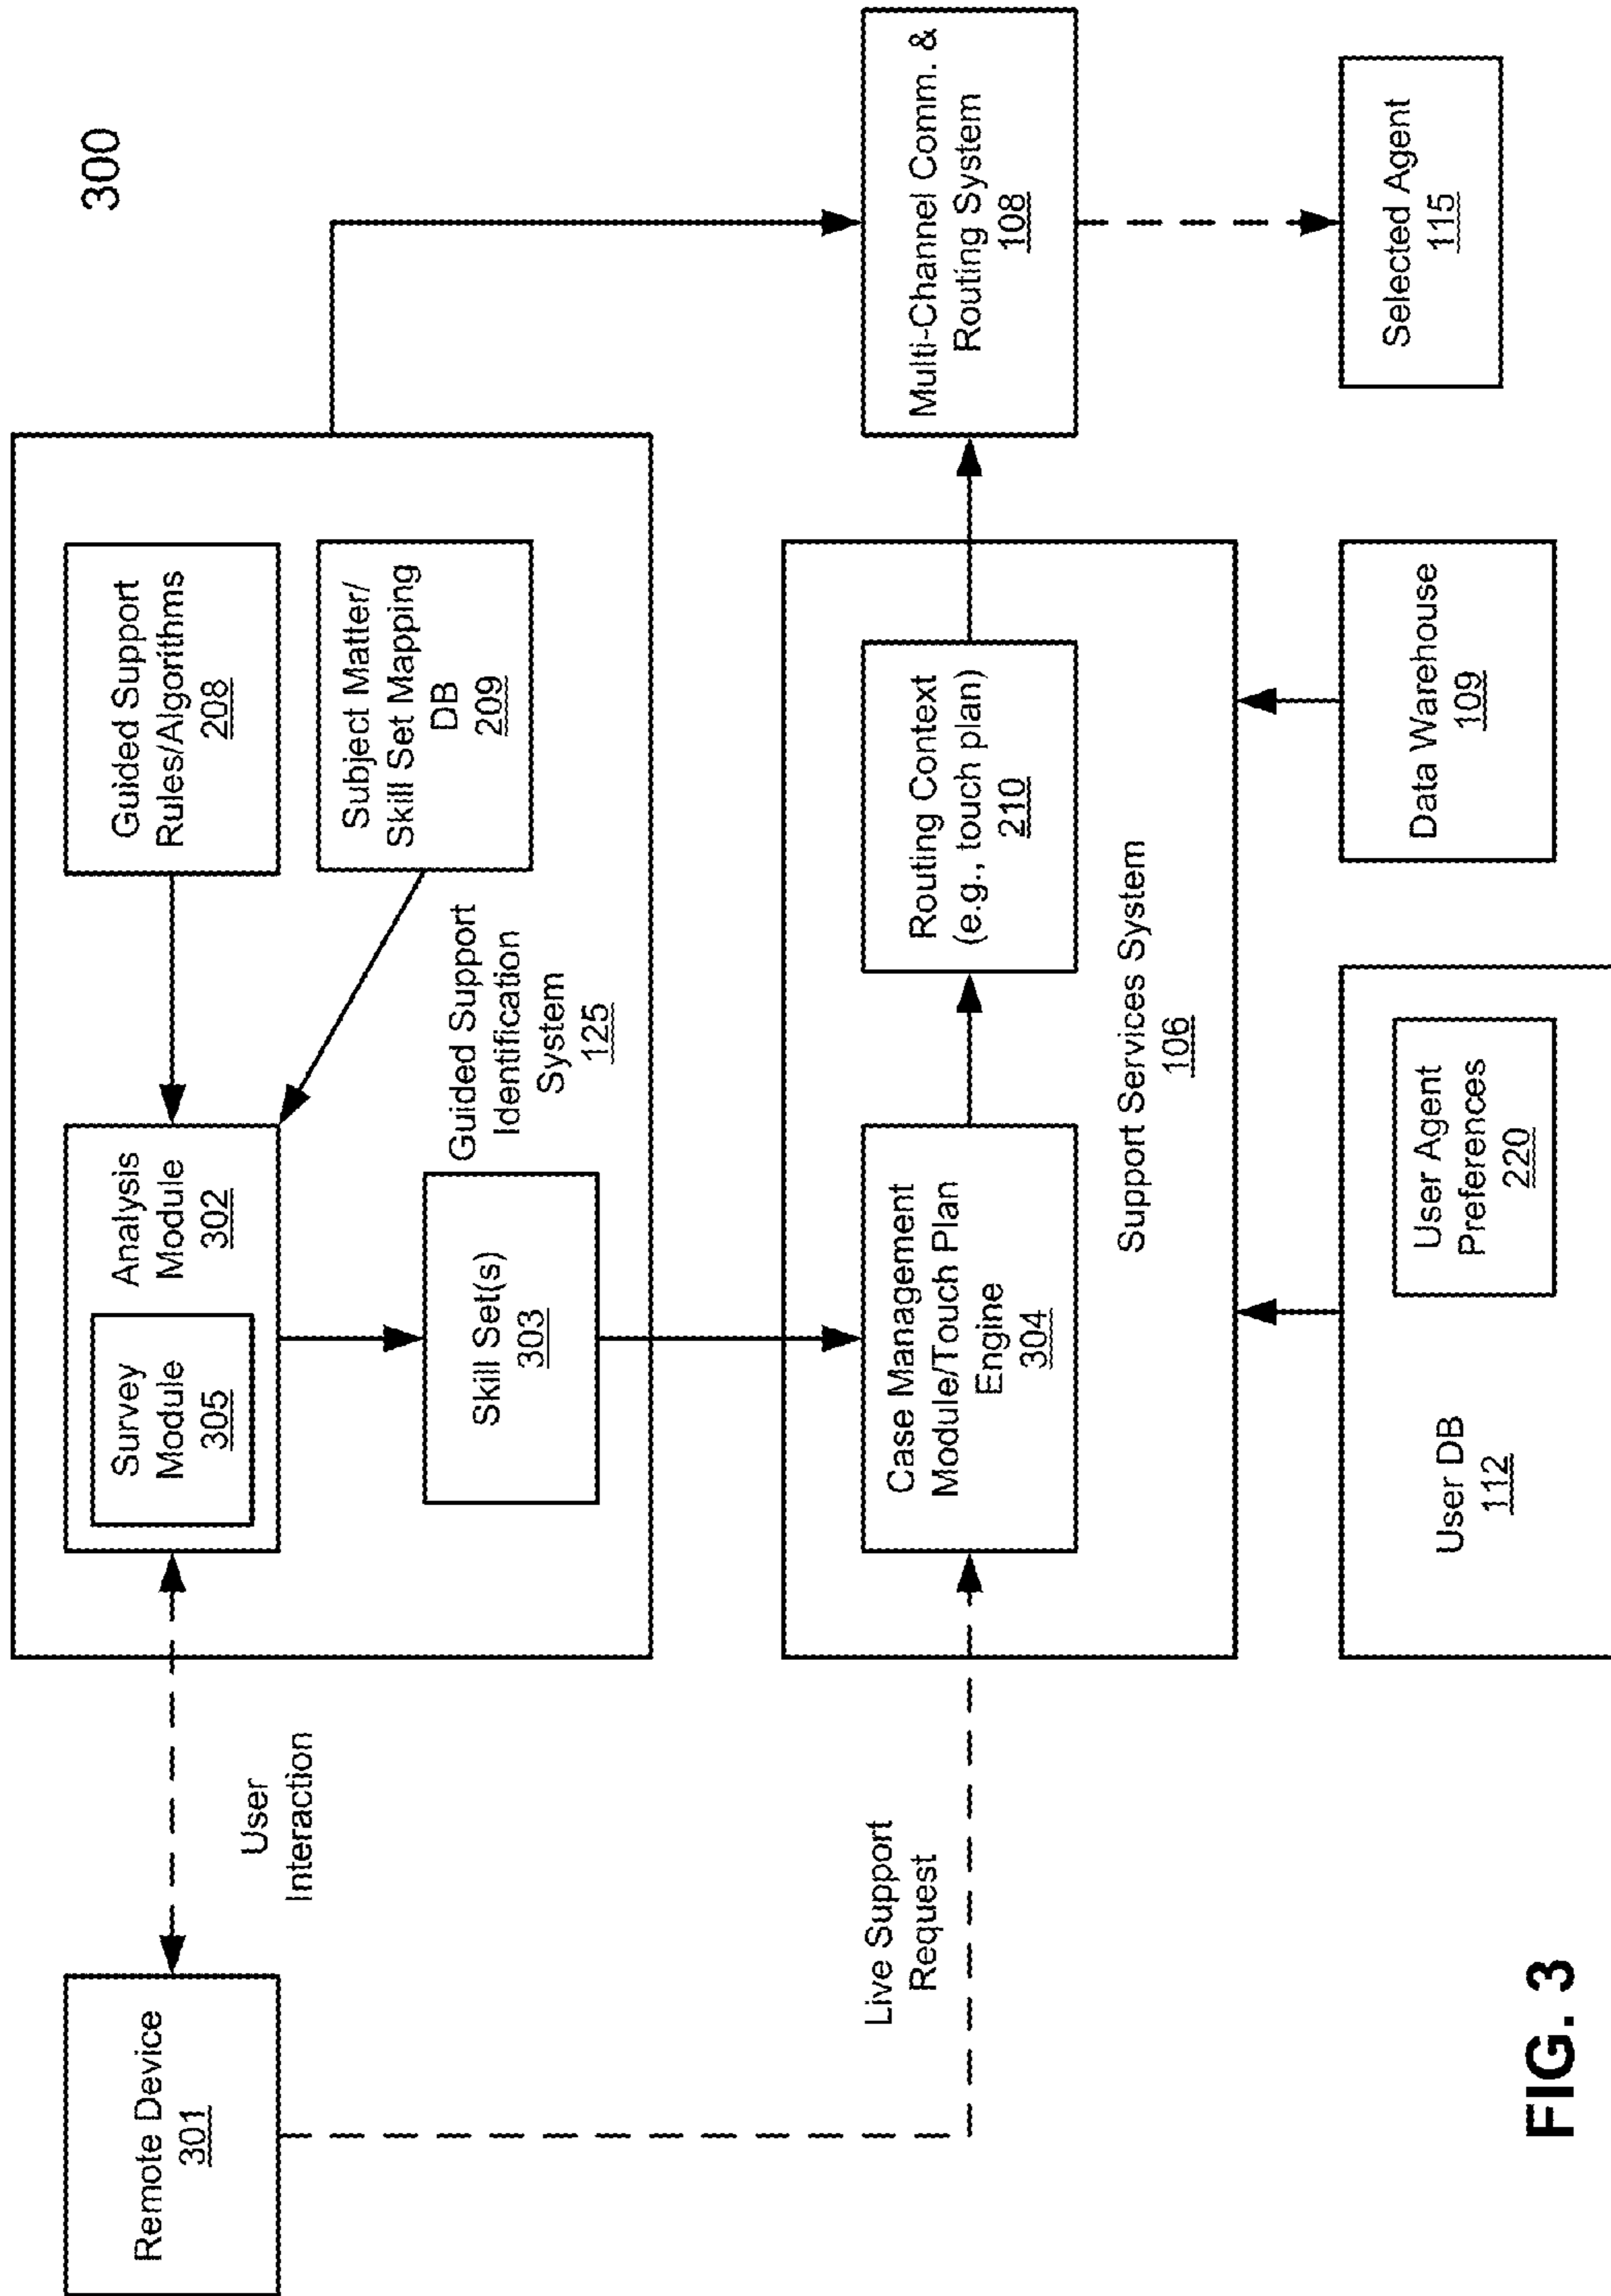 300
Remote Device
301
User
Interaction
Survey
Module
305
Analysis
Module
302
Guided Support
Rules/Algorithms
208
Subject Matter/
Skill Set Mapping
DB
209
Skill Set(s)
303
Guided Support
Identification
System
125
Live Support
Request
Case Management
Module/Touch Plan
Engine
304
Routing Context
(e.g., touch plan)
210
Support Services System
106
Multi-Channel Comm. &
Routing System
108
User DB
112
User Agent
Preferences
220
Data Warehouse
109
Selected Agent
115
FIG. 3